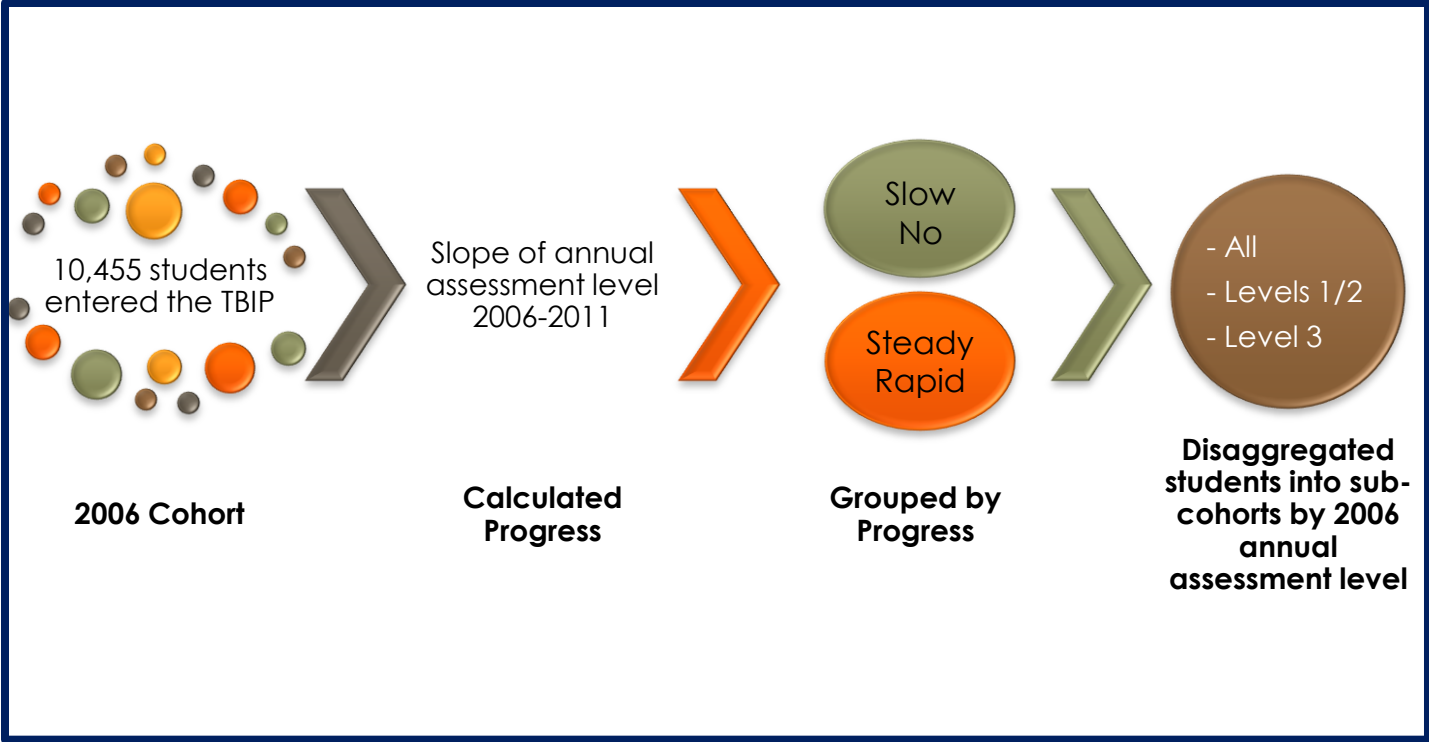 10,455 students
entered the TBIP
2006 Cohort
Slope of annual
assessment level
2006-2011
Calculated
Progress
Slow
No
Steady
Rapid
Grouped by
Progress
- All
- Levels 1/2
- Level 3
Disaggregated
students into sub-
cohorts by 2006
annual
assessment level